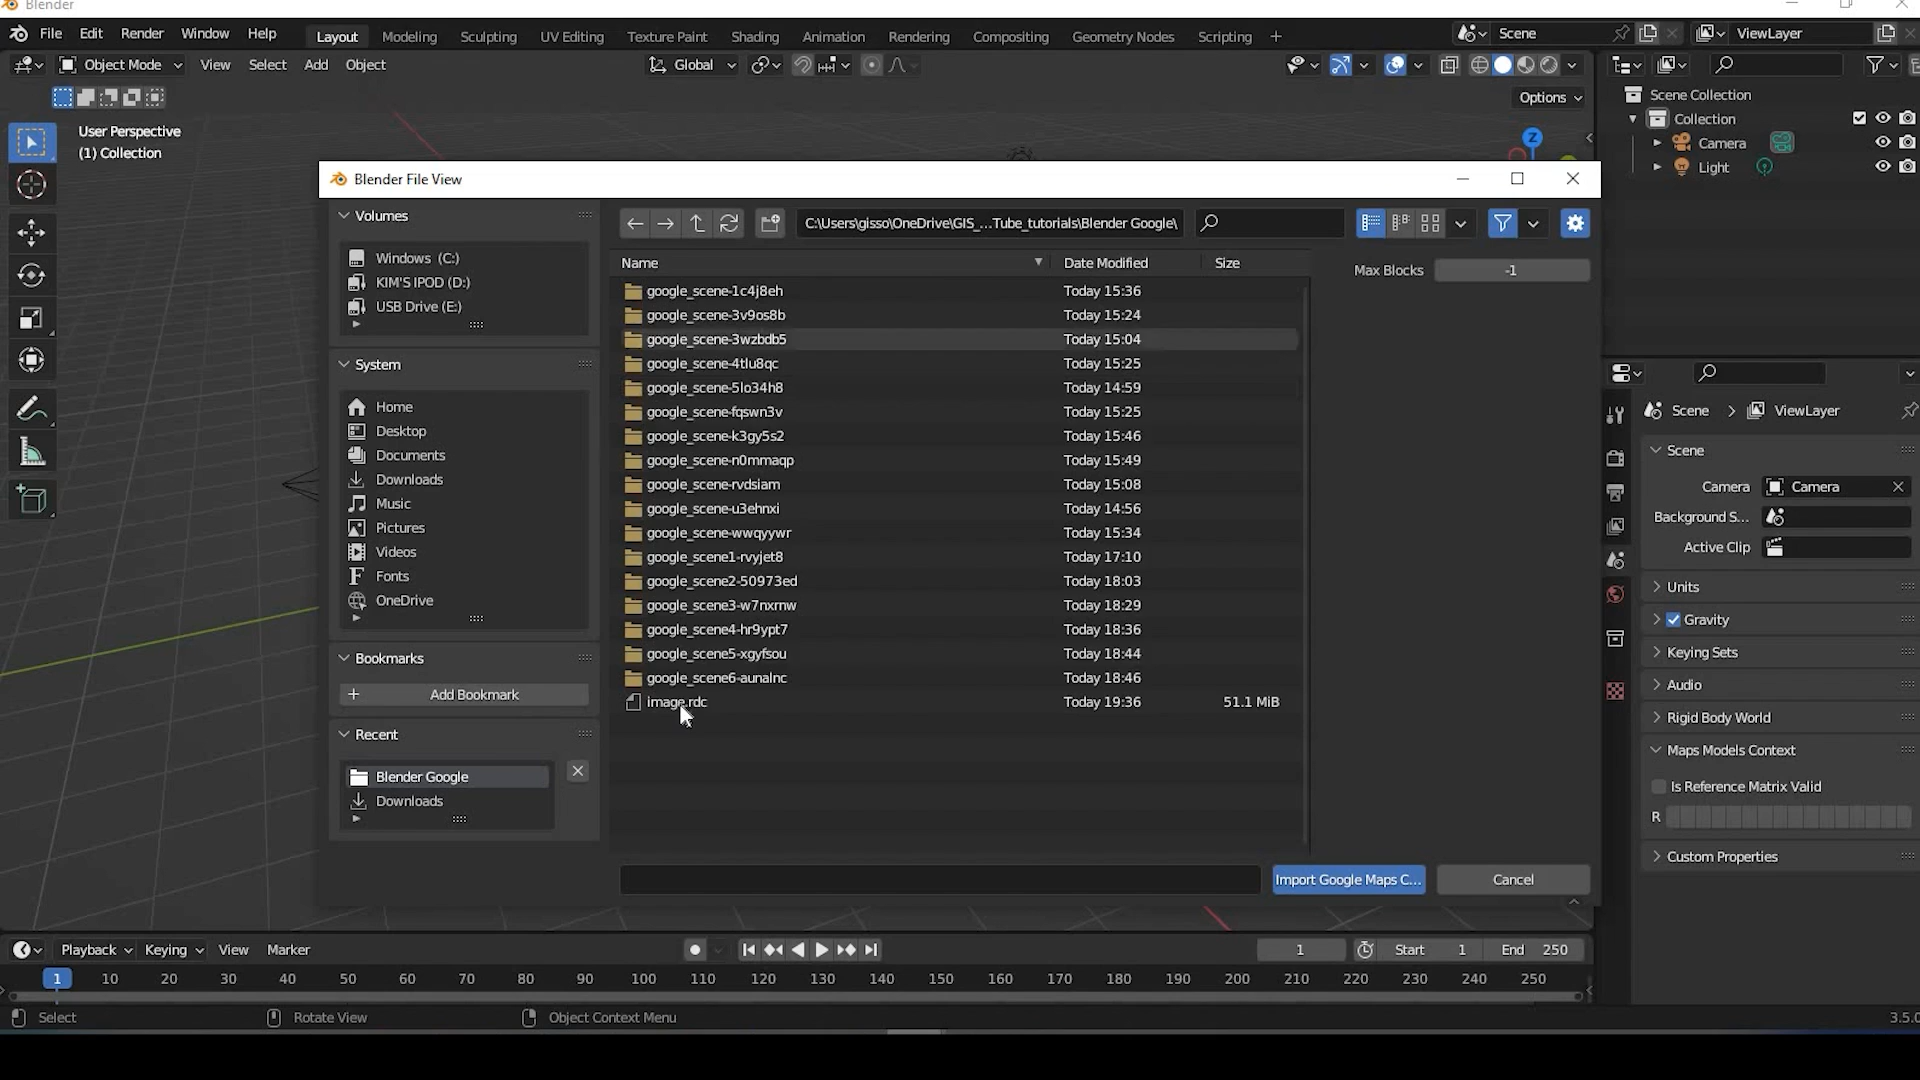 Blender
File Edit Render Window Help Layout Modeling Sculpting UV Editing Texture Paint Shading Animation Rendering Compositing Geometry Nodes Scripting + Scene ViewLayer
Object Mode View Select Add Object Global
Options
User Perspective
(1) Collection
Z
Scene Collection
Collection
Camera
Light
Blender File View
Volumes
Windows (C:)
KIM'S IPOD (D:)
USB Drive (E:)
System
Home
Desktop
Documents
Downloads
Music
Pictures
Videos
Fonts
OneDrive
Bookmarks
+ Add Bookmark
Recent
Blender Google
Downloads
C:\Users\gisso\OneDrive\GIS_...Tube_tutorials\Blender Google\
Name Date Modified Size
google_scene-1c4j8eh Today 15:36
google_scene-3v9os8b Today 15:24
google_scene-3wzbdb5 Today 15:04
google_scene-4tlu8qc Today 15:25
google_scene-5lo34h8 Today 14:59
google_scene-fqswn3v Today 15:25
google_scene-k3gy5s2 Today 15:46
google_scene-n0mmaqp Today 15:49
google_scene-rvdsiam Today 15:08
google_scene-u3ehnxi Today 14:56
google_scene-wwqyywr Today 15:34
google_scene1-rvyjet8 Today 17:10
google_scene2-50973ed Today 18:03
google_scene3-w7nxrnw Today 18:29
google_scene4-hr9ypt7 Today 18:36
google_scene5-xgyfsou Today 18:44
google_scene6-aunalnc Today 18:46
image.rdc Today 19:36 51.1 MiB
Max Blocks -1
Import Google Maps C... Cancel
Scene ViewLayer
Scene
Camera Camera
Background S...
Active Clip
Units
Gravity
Keying Sets
Audio
Rigid Body World
Maps Models Context
Is Reference Matrix Valid
R
Custom Properties
Playback Keying View Marker 1 Start 1 End 250
1 10 20 30 40 50 60 70 80 90 100 110 120 130 140 150 160 170 180 190 200 210 220 230 240 250
Select Rotate View Object Context Menu 3.5.0